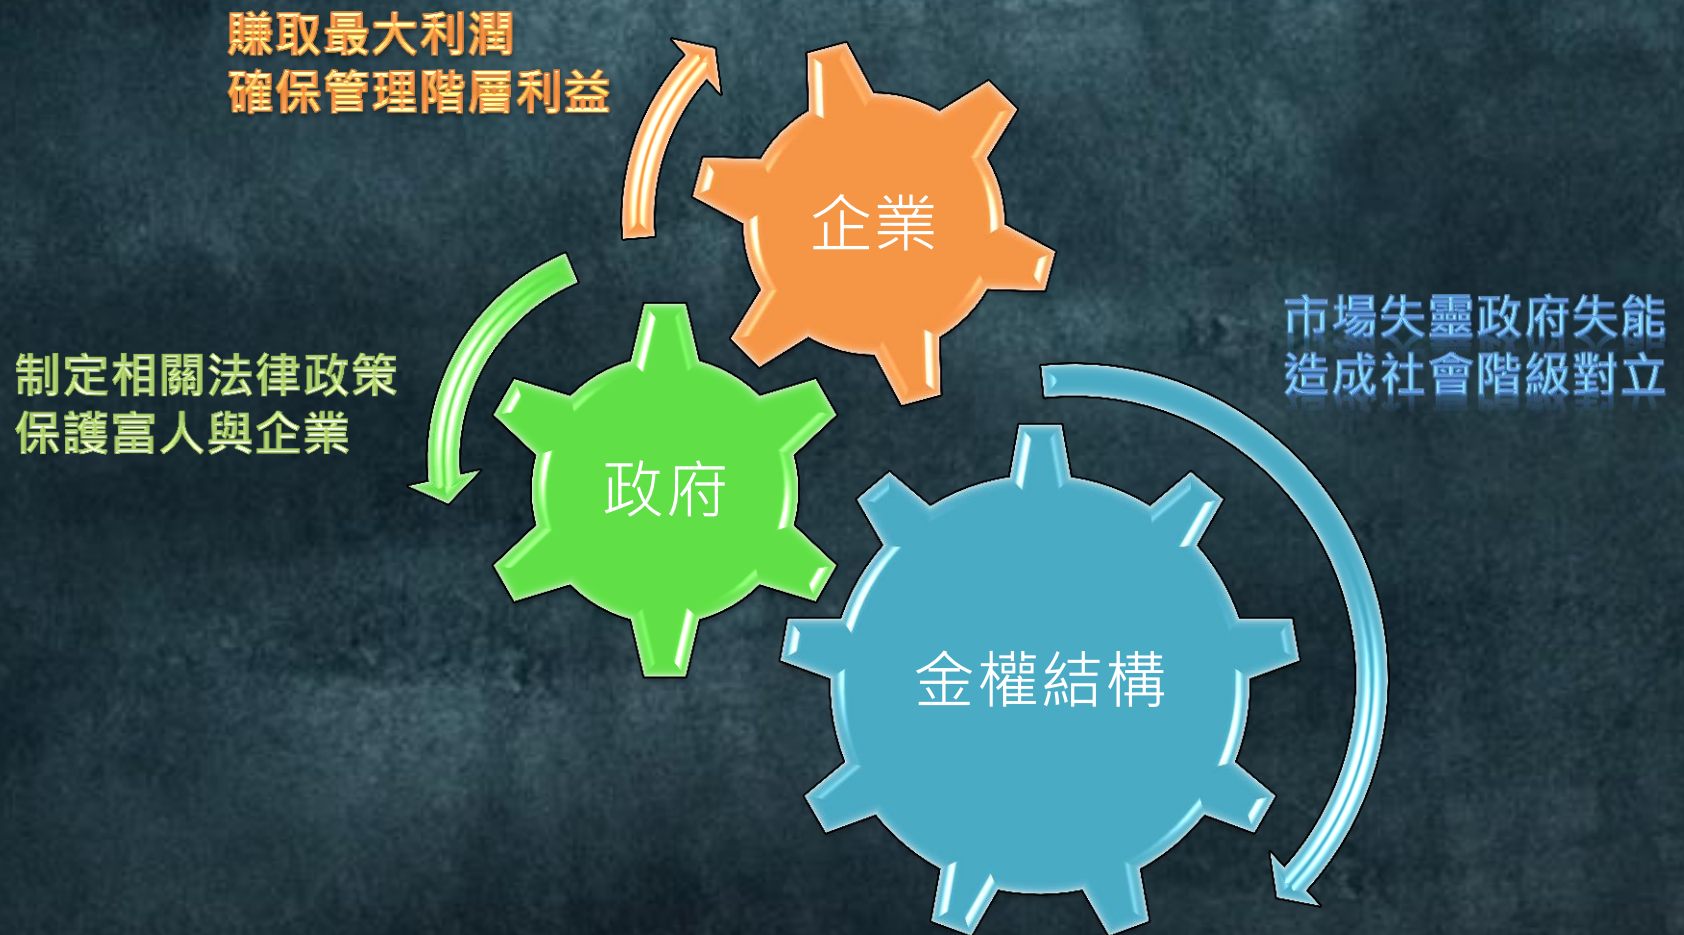 賺取最大利潤
確保管理階層利益
企業
市場失靈政府失能
造成社會階級對立
制定相關法律政策
保護富人與企業
政府
金權結構